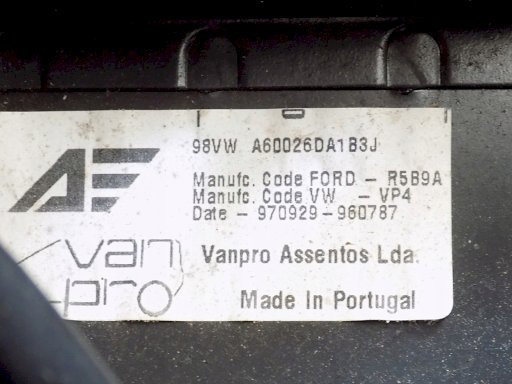 AE
98VW A60026DA1B3J
Manufc. Code FORD - R5B9A
Manufc. Code VW - VP4
Date - 970929-960787
van pro
Vanpro Assentos Lda.
Made In Portugal